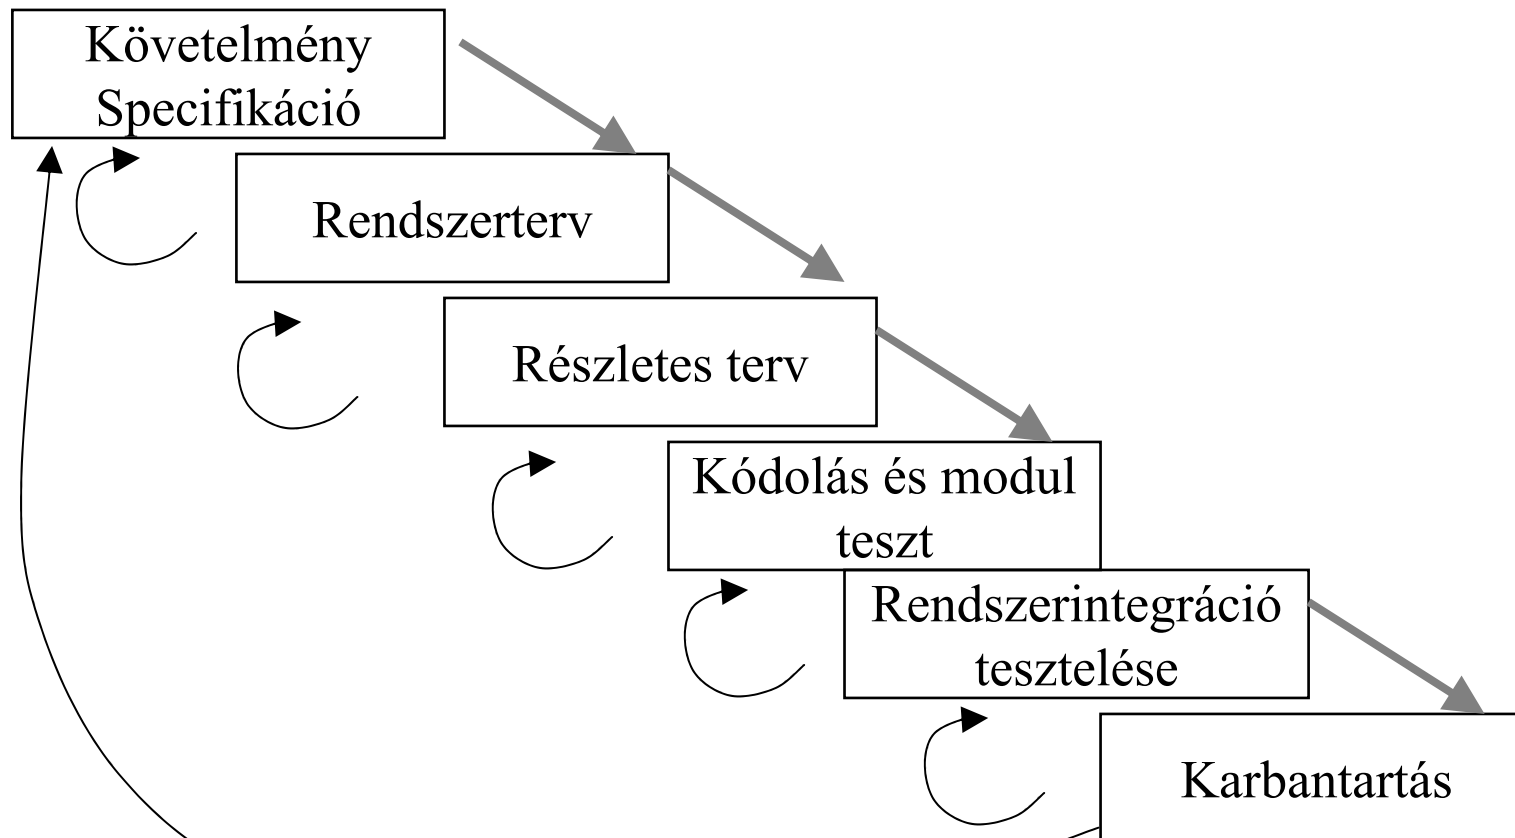 Követelmény
Specifikáció
Rendszerterv
Részletes terv
Kódolás és modul
teszt
Rendszerintegráció
tesztelése
Karbantartás